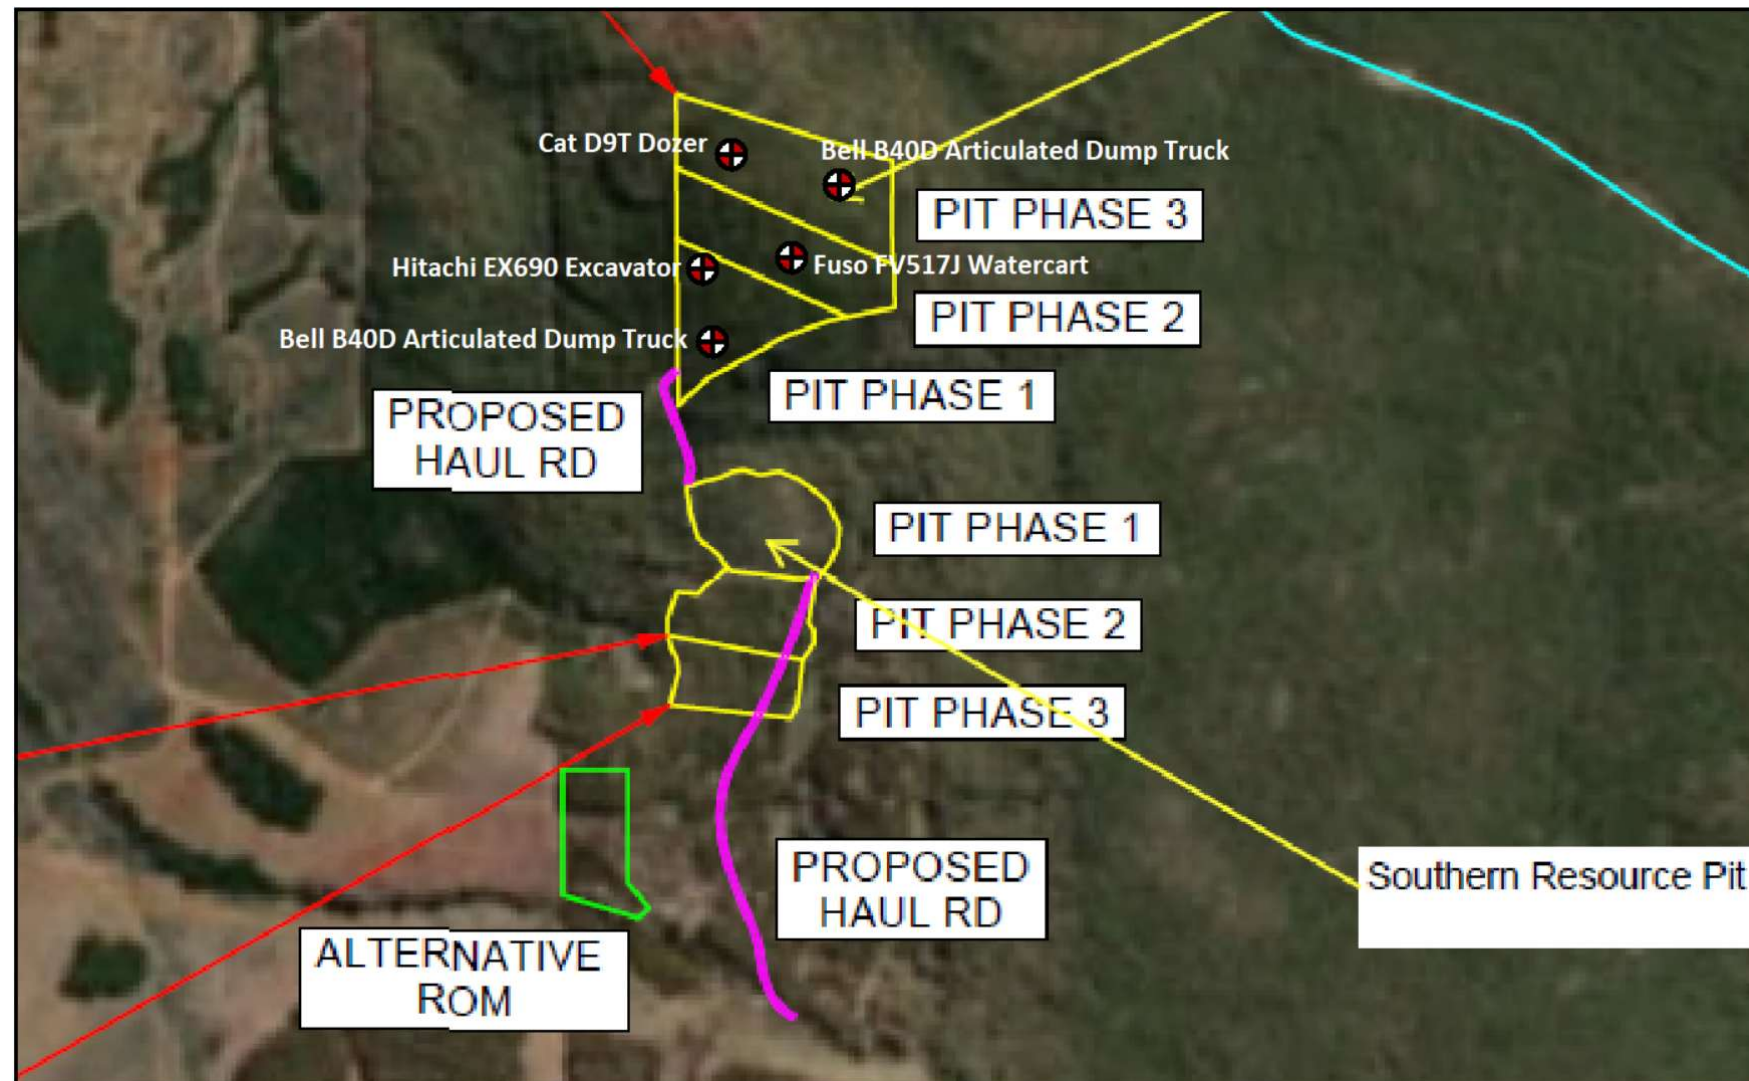 Cat D9T Dozer
Bell B40D Articulated Dump Truck
PIT PHASE 3
Hitachi EX690 Excavator
Fuso FV517J Watercart
PIT PHASE 2
Bell B40D Articulated Dump Truck
PIT PHASE 1
PROPOSED
HAUL RD
PIT PHASE 1
PIT PHASE 2
PIT PHASE 3
PROPOSED
HAUL RD
Southern Resource Pit
ALTERNATIVE
ROM